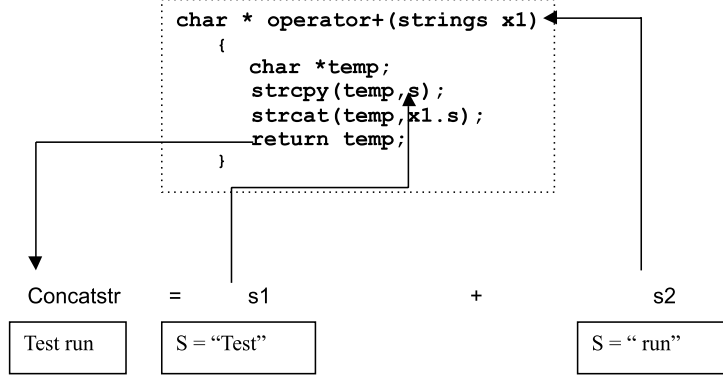 char * operator+(strings x1)
{
char *temp;
strcpy(temp,s);
strcat(temp,x1.s);
return temp;
}
Concatstr = s1 + s2
Test run S = “Test” S = “ run”